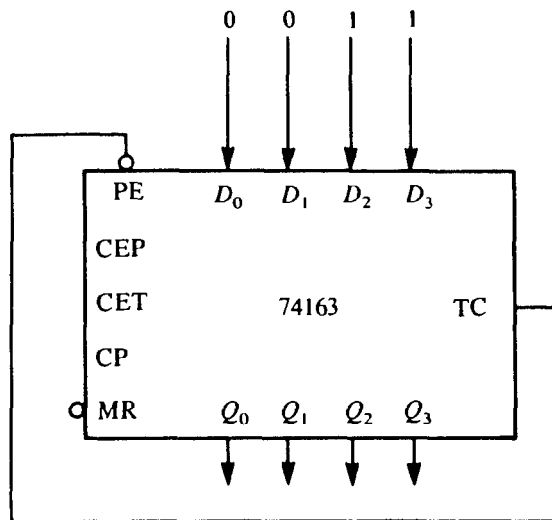 0 0 1 1
PE D₀ D₁ D₂ D₃
CEP
CET 74163 TC
CP
MR Q₀ Q₁ Q₂ Q₃